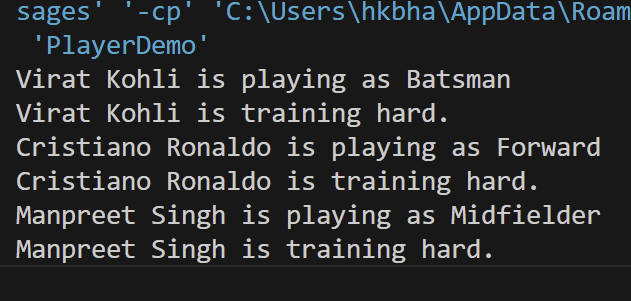 sages' '-cp' 'C:\Users\hkbha\AppData\Roam
'PlayerDemo'
Virat Kohli is playing as Batsman
Virat Kohli is training hard.
Cristiano Ronaldo is playing as Forward
Cristiano Ronaldo is training hard.
Manpreet Singh is playing as Midfielder
Manpreet Singh is training hard.